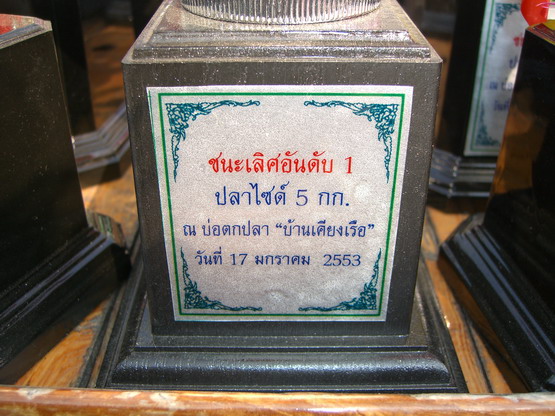 ชนะเลิศอันดับ 1
ปลาไซด์ 5 กก.
ณ บ่อตกปลา “บ้านเคียงเรือ”
วันที่ 17 มกราคม 2553